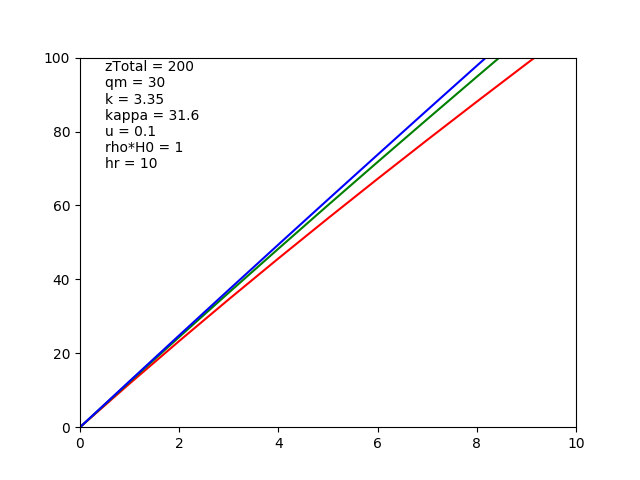 100
80
60
40
20
0
zTotal = 200
qm = 30
k = 3.35
kappa = 31.6
u = 0.1
rho*H0 = 1
hr = 10
0 2 4 6 8 10